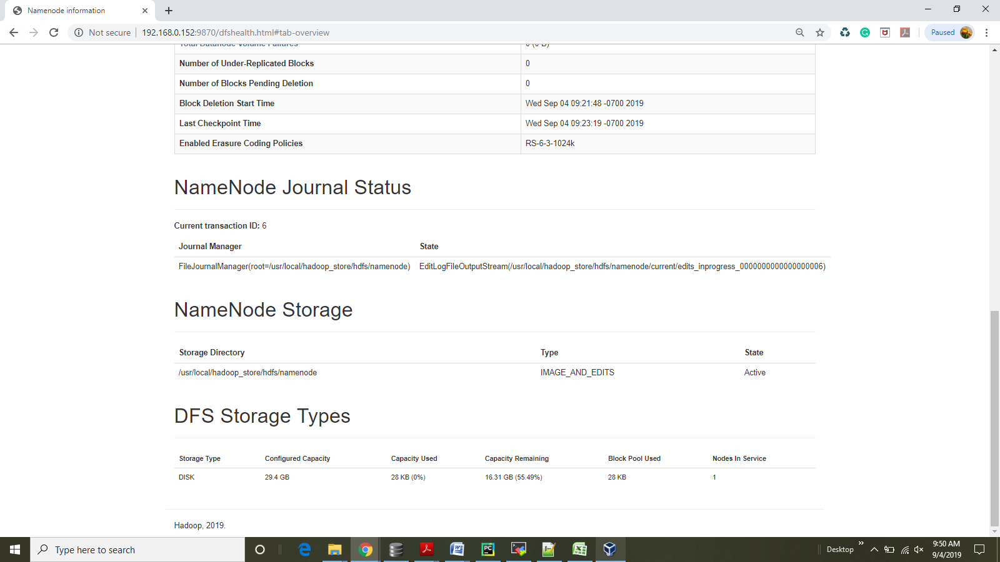 Namenode information
Not secure | 192.168.0.152:9870/dfshealth.html#tab-overview
Paused
Total Datanode Volume Failures 0 (0 B)
Number of Under-Replicated Blocks 0
Number of Blocks Pending Deletion 0
Block Deletion Start Time Wed Sep 04 09:21:48 -0700 2019
Last Checkpoint Time Wed Sep 04 09:23:19 -0700 2019
Enabled Erasure Coding Policies RS-6-3-1024k
NameNode Journal Status
Current transaction ID: 6
Journal Manager State
FileJournalManager(root=/usr/local/hadoop_store/hdfs/namenode) EditLogFileOutputStream(/usr/local/hadoop_store/hdfs/namenode/current/edits_inprogress_0000000000000000006)
NameNode Storage
Storage Directory Type State
/usr/local/hadoop_store/hdfs/namenode IMAGE_AND_EDITS Active
DFS Storage Types
Storage Type Configured Capacity Capacity Used Capacity Remaining Block Pool Used Nodes In Service
DISK 29.4 GB 28 KB (0%) 16.31 GB (55.49%) 28 KB 1
Hadoop, 2019.
Type here to search
Desktop
9:50 AM
9/4/2019